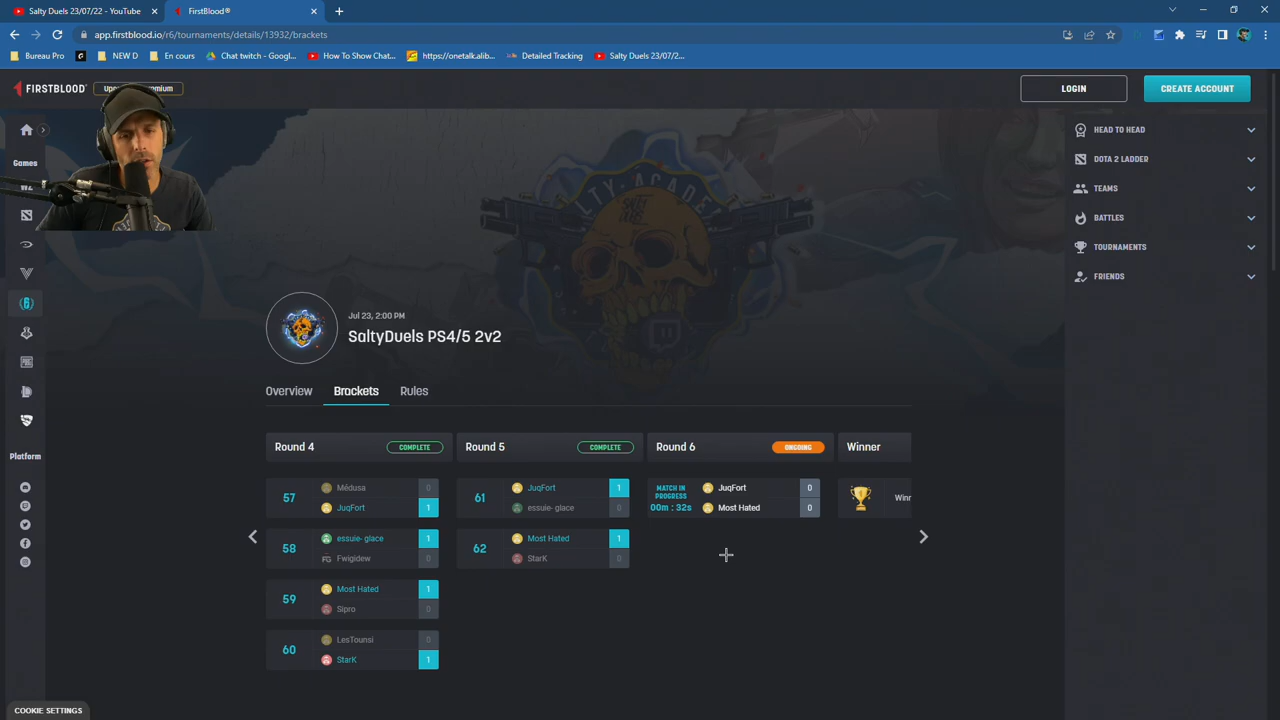 Salty Duels 23/07/22 - YouTube
FirstBlood®
app.firstblood.io/r6/tournaments/details/13932/brackets
Bureau Pro
NEW D
En cours
Chat twitch - Googl...
How To Show Chat...
https://onetalk.alib...
Detailed Tracking
Salty Duels 23/07/2...
FIRSTBLOOD®
LOGIN
CREATE ACCOUNT
Games
HEAD TO HEAD
DOTA 2 LADDER
TEAMS
BATTLES
TOURNAMENTS
FRIENDS
Jul 23, 2:00 PM
SaltyDuels PS4/5 2v2
Overview
Brackets
Rules
Platform
Round 4
COMPLETE
Round 5
COMPLETE
Round 6
ONGOING
Winner
57
Médusa 0
JuqFort 1
58
essuie- glace 1
Fwigidew 0
59
Most Hated 1
Sipro 0
60
LesTounsi 0
StarK 1
61
JuqFort 1
essuie- glace 0
62
Most Hated 1
StarK 0
MATCH IN
PROGRESS
00m : 32s
JuqFort 0
Most Hated 0
Winr
COOKIE SETTINGS